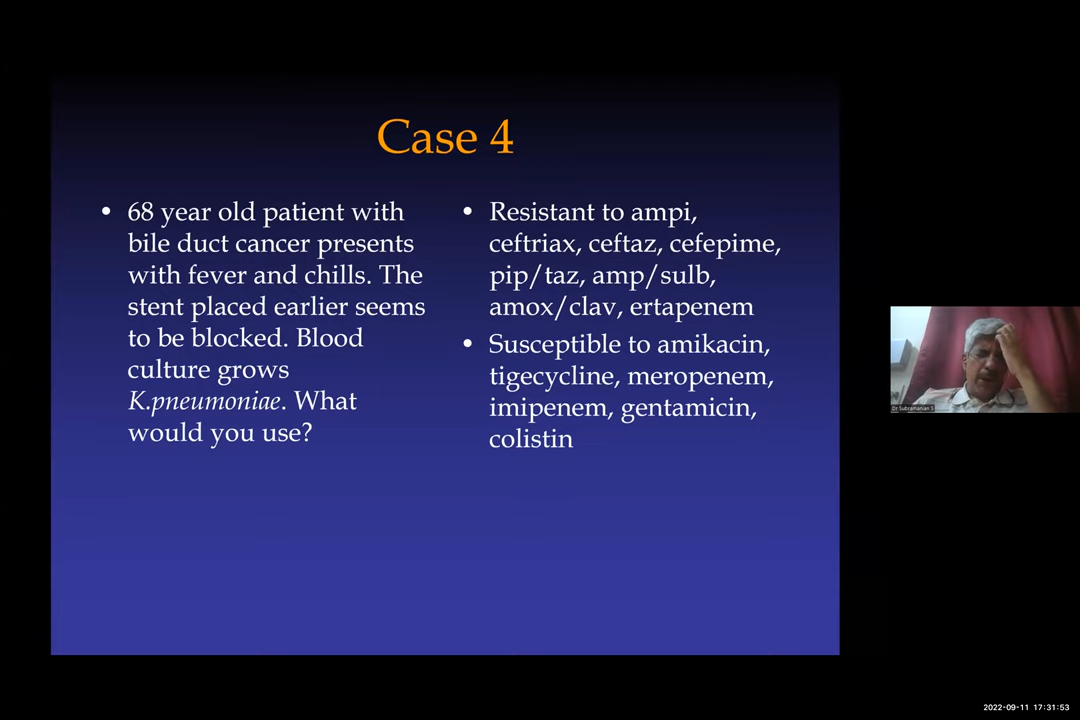 Case 4
• 68 year old patient with
bile duct cancer presents
with fever and chills. The
stent placed earlier seems
to be blocked. Blood
culture grows
K.pneumoniae. What
would you use?
• Resistant to ampi,
ceftriax, ceftaz, cefepime,
pip/taz, amp/sulb,
amox/clav, ertapenem
• Susceptible to amikacin,
tigecycline, meropenem,
imipenem, gentamicin,
colistin
Dr Subramanian S
2022-09-11 17:31:53